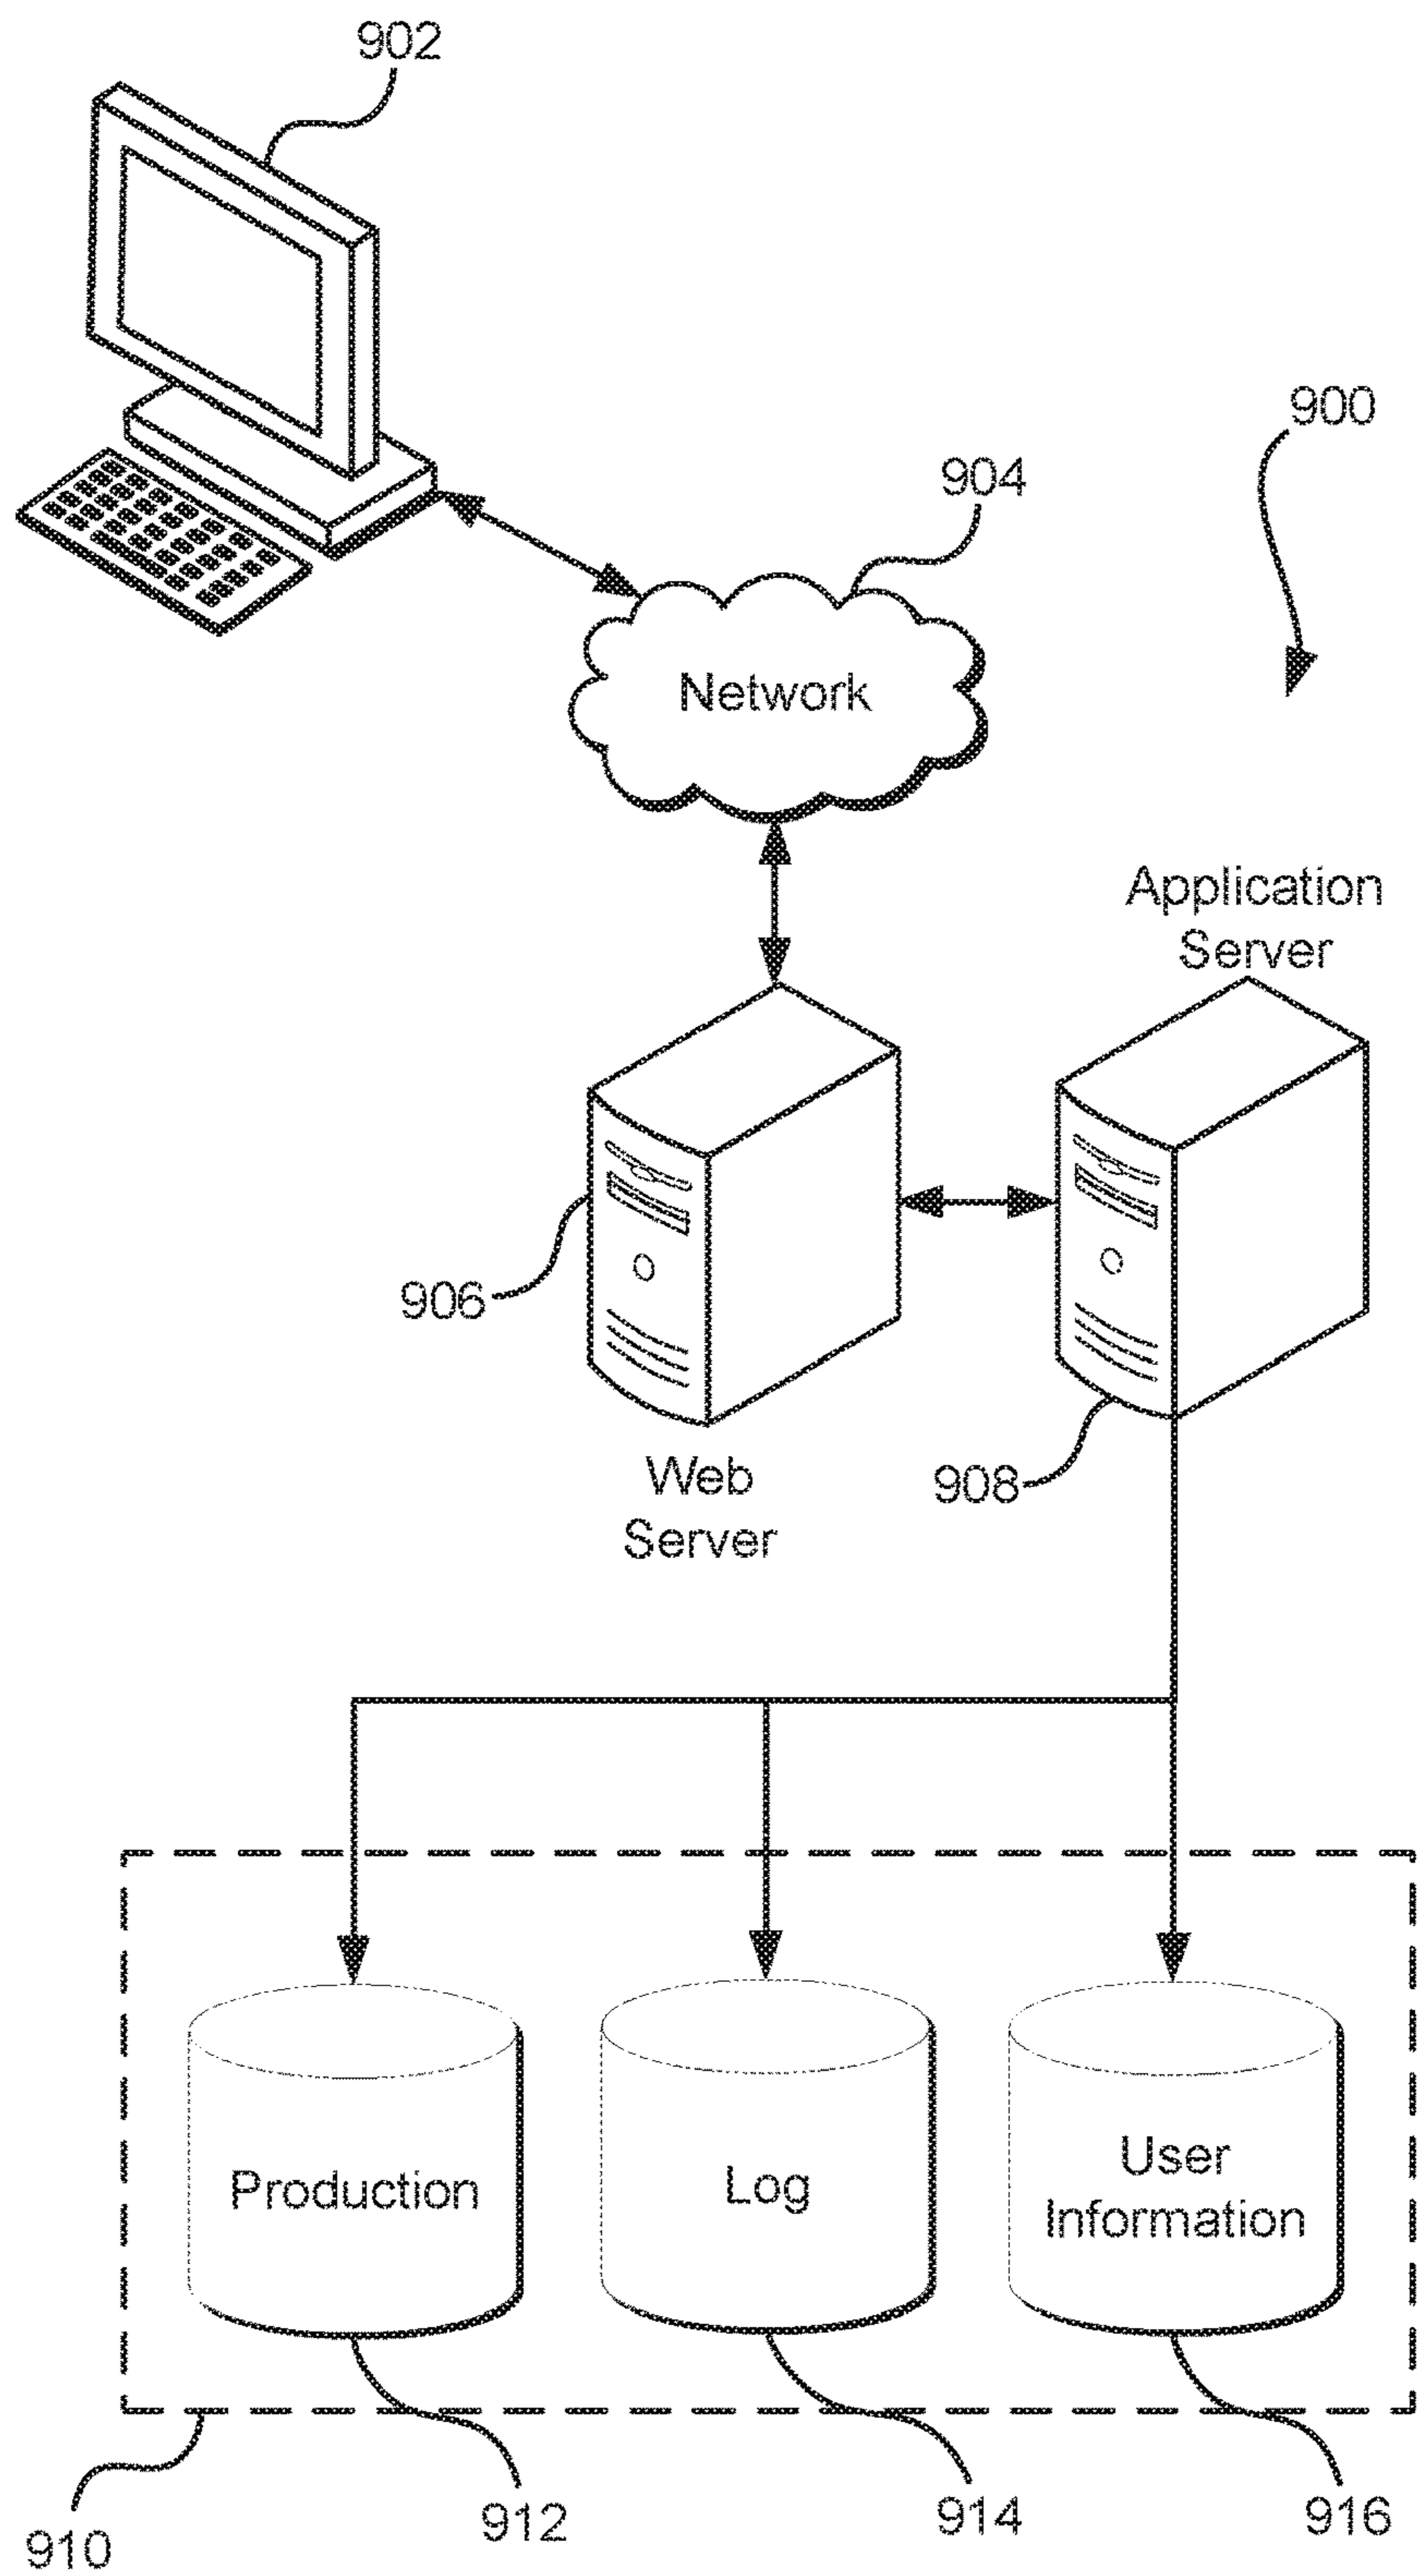 902
900
904
Network
Application
Server
906
908
Web
Server
Production
Log
User
Information
910
912
914
916